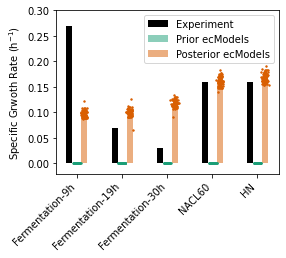 Specific Grwoth Rate (h⁻¹)
0.30
0.25
0.20
0.15
0.10
0.05
0.00
Experiment
Prior ecModels
Posterior ecModels
Fermentation-9h
Fermentation-19h
Fermentation-30h
NACL60
HN